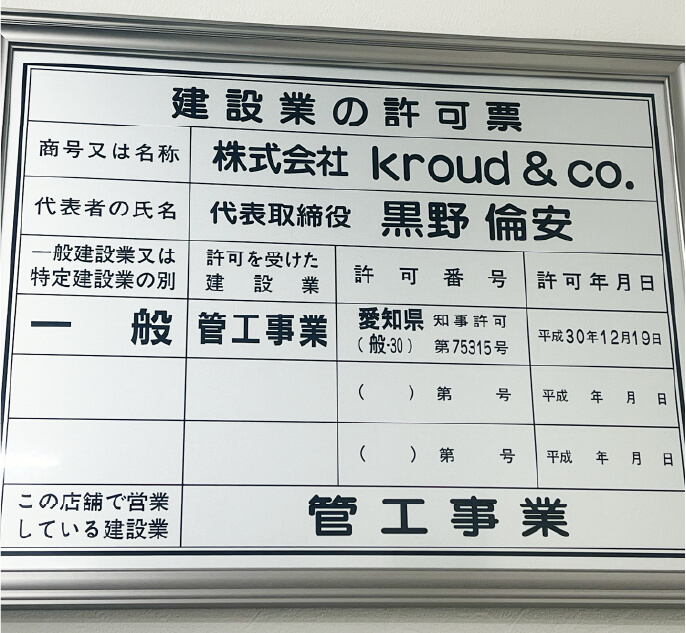 建設業の許可票
商号又は名称 株式会社 kroud & co.
代表者の氏名 代表取締役 黒野 倫安
一般建設業又は
特定建設業の別
許可を受けた
建設業
許可番号
許可年月日
一般
管工事業
愛知県 知事許可
(般-30) 第75315号
平成30年12月19日
( ) 第 号 平成 年 月 日
( ) 第 号 平成 年 月 日
この店舗で営業
している建設業
管工事業